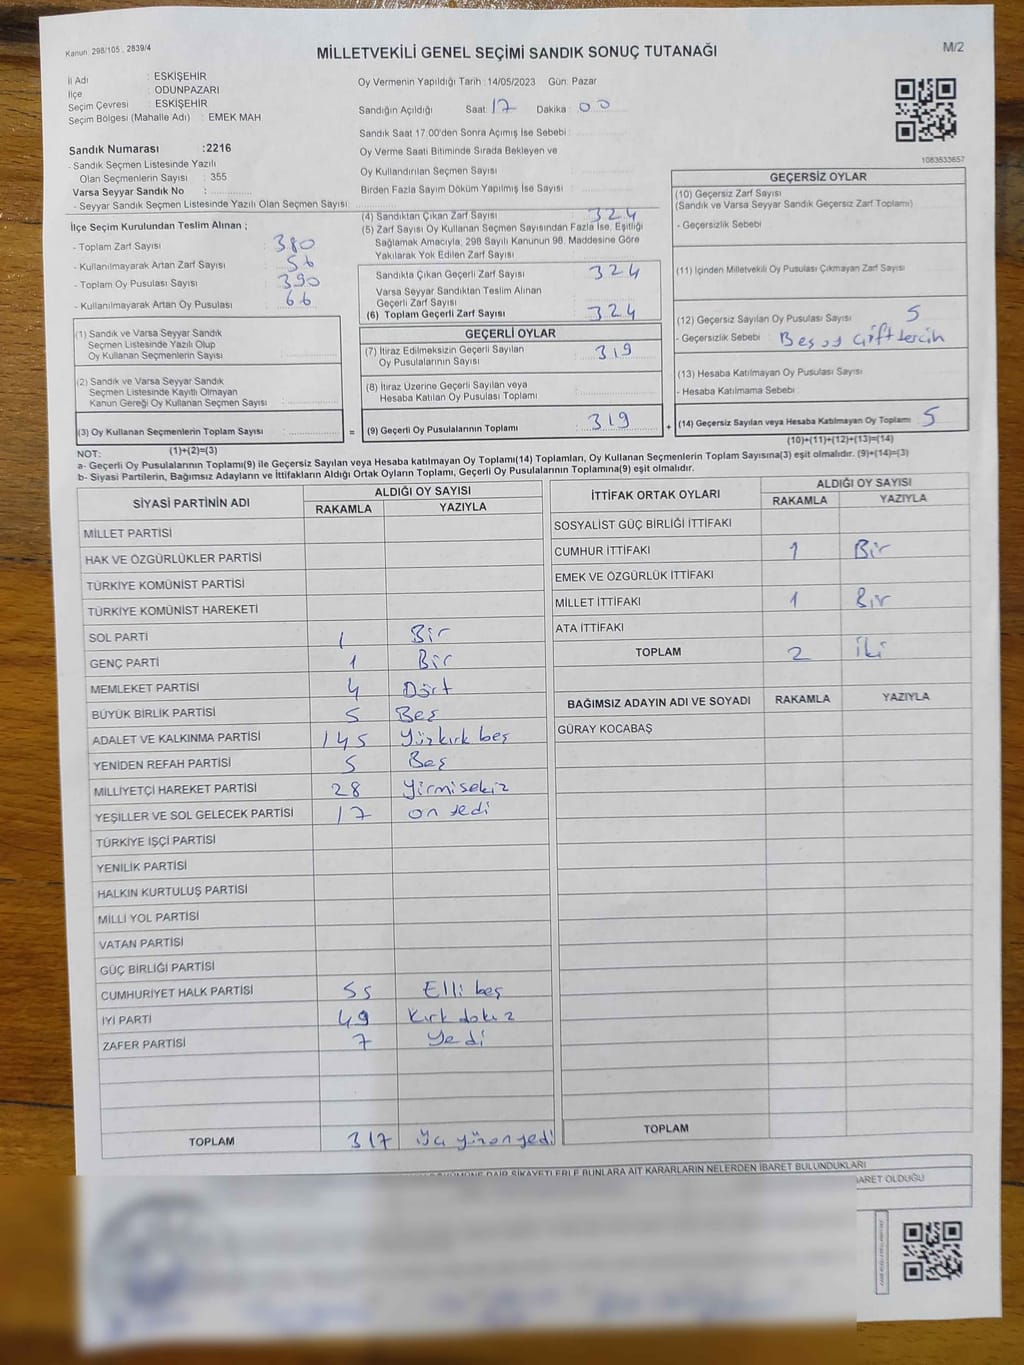 Kanun: 298/105 , 2839/4
MİLLETVEKİLİ GENEL SEÇİMİ SANDIK SONUÇ TUTANAĞI
M/2
İl Adı : ESKİŞEHİR
İlçe : ODUNPAZARI
Seçim Çevresi : ESKİŞEHİR
Seçim Bölgesi (Mahalle Adı) : EMEK MAH
Sandık Numarası :2216
- Sandık Seçmen Listesinde Yazılı
Olan Seçmenlerin Sayısı : 355
Varsa Seyyar Sandık No :
- Seyyar Sandık Seçmen Listesinde Yazılı Olan Seçmen Sayısı:
Oy Vermenin Yapıldığı Tarih :14/05/2023 Gün: Pazar
Sandığın Açıldığı Saat: 17 Dakika : 00
Sandık Saat 17:00'den Sonra Açılmış İse Sebebi :
Oy Verme Saati Bitiminde Sırada Bekleyen ve
Oy Kullandırılan Seçmen Sayısı :
Birden Fazla Sayım Döküm Yapılmış İse Sayısı :
1083533657
İlçe Seçim Kurulundan Teslim Alınan ;
- Toplam Zarf Sayısı : 380
- Kullanılmayarak Artan Zarf Sayısı : 56
- Toplam Oy Pusulası Sayısı : 390
- Kullanılmayarak Artan Oy Pusulası : 66
(1) Sandık ve Varsa Seyyar Sandık
Seçmen Listesinde Yazılı Olup
Oy Kullanan Seçmenlerin Sayısı :
(2) Sandık ve Varsa Seyyar Sandık
Seçmen Listesinde Kayıtlı Olmayan
Kanun Gereği Oy Kullanan Seçmen Sayısı :
(3) Oy Kullanan Seçmenlerin Toplam Sayısı :
(1)+(2)=(3)
(4) Sandıktan Çıkan Zarf Sayısı : 324
(5) Zarf Sayısı Oy Kullanan Seçmen Sayısından Fazla İse, Eşitliği
Sağlamak Amacıyla, 298 Sayılı Kanunun 98. Maddesine Göre
Yakılarak Yok Edilen Zarf Sayısı :
Sandıkta Çıkan Geçerli Zarf Sayısı : 324
Varsa Seyyar Sandıktan Teslim Alınan
Geçerli Zarf Sayısı :
(6) Toplam Geçerli Zarf Sayısı : 324
GEÇERLİ OYLAR
(7) İtiraz Edilmeksizin Geçerli Sayılan
Oy Pusulalarının Sayısı : 319
(8) İtiraz Üzerine Geçerli Sayılan veya
Hesaba Katılan Oy Pusulası Toplamı :
= (9) Geçerli Oy Pusulalarının Toplamı : 319 +
GEÇERSİZ OYLAR
(10) Geçersiz Zarf Sayısı
(Sandık ve Varsa Seyyar Sandık Geçersiz Zarf Toplamı) :
- Geçersizlik Sebebi :
(11) İçinden Milletvekili Oy Pusulası Çıkmayan Zarf Sayısı :
(12) Geçersiz Sayılan Oy Pusulası Sayısı : 5
- Geçersizlik Sebebi : Beş oy çift tercih
(13) Hesaba Katılmayan Oy Pusulası Sayısı :
- Hesaba Katılmama Sebebi :
(14) Geçersiz Sayılan veya Hesaba Katılmayan Oy Toplamı : 5
(10)+(11)+(12)+(13)=(14)
NOT:
a- Geçerli Oy Pusulalarının Toplamı(9) ile Geçersiz Sayılan veya Hesaba katılmayan Oy Toplamı(14) Toplamları, Oy Kullanan Seçmenlerin Toplam Sayısına(3) eşit olmalıdır. (9)+(14)=(3)
b- Siyasi Partilerin, Bağımsız Adayların ve İttifakların Aldığı Ortak Oyların Toplamı, Geçerli Oy Pusulalarının Toplamına(9) eşit olmalıdır.
SİYASİ PARTİNİN ADI ALDIĞI OY SAYISI
RAKAMLA YAZIYLA
MİLLET PARTİSİ
HAK VE ÖZGÜRLÜKLER PARTİSİ
TÜRKİYE KOMÜNİST PARTİSİ
TÜRKİYE KOMÜNİST HAREKETİ
SOL PARTİ 1 Bir
GENÇ PARTİ 1 Bir
MEMLEKET PARTİSİ 4 Dört
BÜYÜK BİRLİK PARTİSİ 5 Beş
ADALET VE KALKINMA PARTİSİ 145 Yüzkırk beş
YENİDEN REFAH PARTİSİ 5 Beş
MİLLİYETÇİ HAREKET PARTİSİ 28 Yirmisekiz
YEŞİLLER VE SOL GELECEK PARTİSİ 17 on yedi
TÜRKİYE İŞÇİ PARTİSİ
YENİLİK PARTİSİ
HALKIN KURTULUŞ PARTİSİ
MİLLİ YOL PARTİSİ
VATAN PARTİSİ
GÜÇ BİRLİĞİ PARTİSİ
CUMHURİYET HALK PARTİSİ 55 Elli beş
İYİ PARTİ 49 Kırk dokuz
ZAFER PARTİSİ 7 Yedi
TOPLAM 317 üç yüzonyedi
İTTİFAK ORTAK OYLARI ALDIĞI OY SAYISI
RAKAMLA YAZIYLA
SOSYALİST GÜÇ BİRLİĞİ İTTİFAKI
CUMHUR İTTİFAKI 1 Bir
EMEK VE ÖZGÜRLÜK İTTİFAKI
MİLLET İTTİFAKI 1 Bir
ATA İTTİFAKI
TOPLAM 2 İki
BAĞIMSIZ ADAYIN ADI VE SOYADI RAKAMLA YAZIYLA
GÜRAY KOCABAŞ
TOPLAM
DAİR ŞİKAYETLERLE BUNLARA AİT KARARLARIN NELERDEN İBARET BULUNDUKLARI
İBARET OLDUĞU